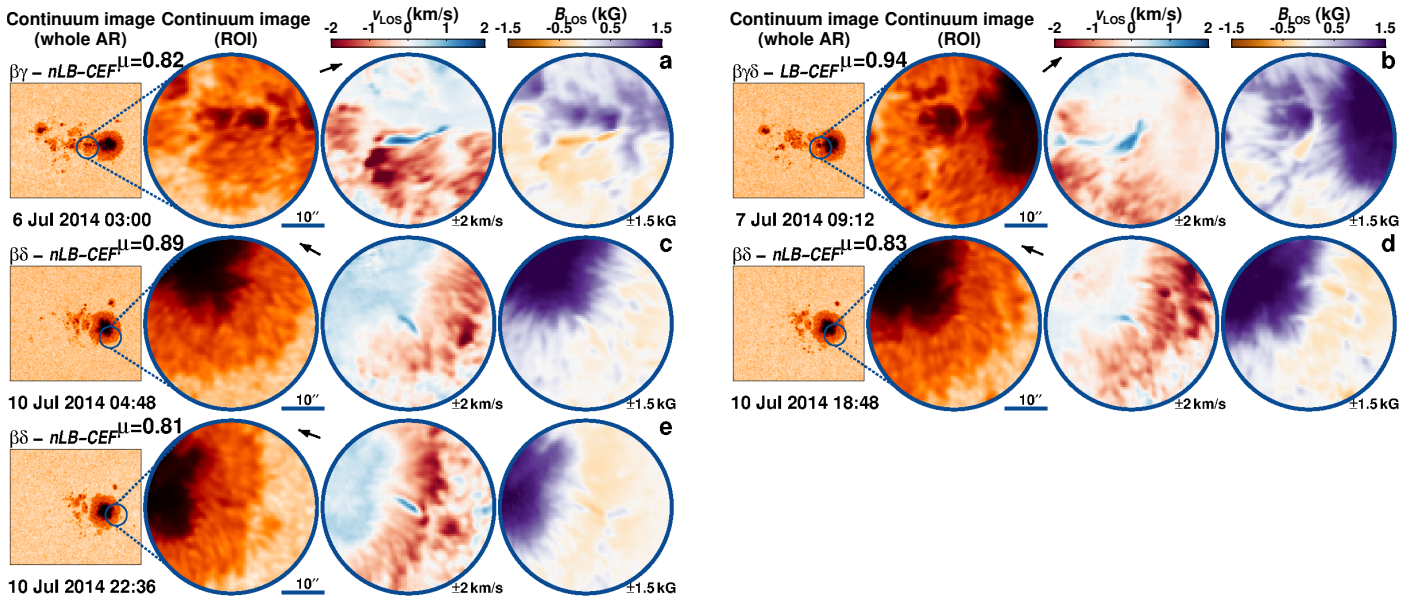 Continuum image (whole AR)
Continuum image (ROI)
v_LOS (km/s)
-2 -1 0 1 2
B_LOS (kG)
-1.5 -0.5 0.5 1.5
βγ – nLB–CEF
μ=0.82
a
6 Jul 2014 03:00
10″
±2 km/s
±1.5 kG
Continuum image (whole AR)
Continuum image (ROI)
v_LOS (km/s)
-2 -1 0 1 2
B_LOS (kG)
-1.5 -0.5 0.5 1.5
βγδ – LB–CEF
μ=0.94
b
7 Jul 2014 09:12
10″
±2 km/s
±1.5 kG
βδ – nLB–CEF
μ=0.89
c
10 Jul 2014 04:48
10″
±2 km/s
±1.5 kG
βδ – nLB–CEF
μ=0.83
d
10 Jul 2014 18:48
10″
±2 km/s
±1.5 kG
βδ – nLB–CEF
μ=0.81
e
10 Jul 2014 22:36
10″
±2 km/s
±1.5 kG